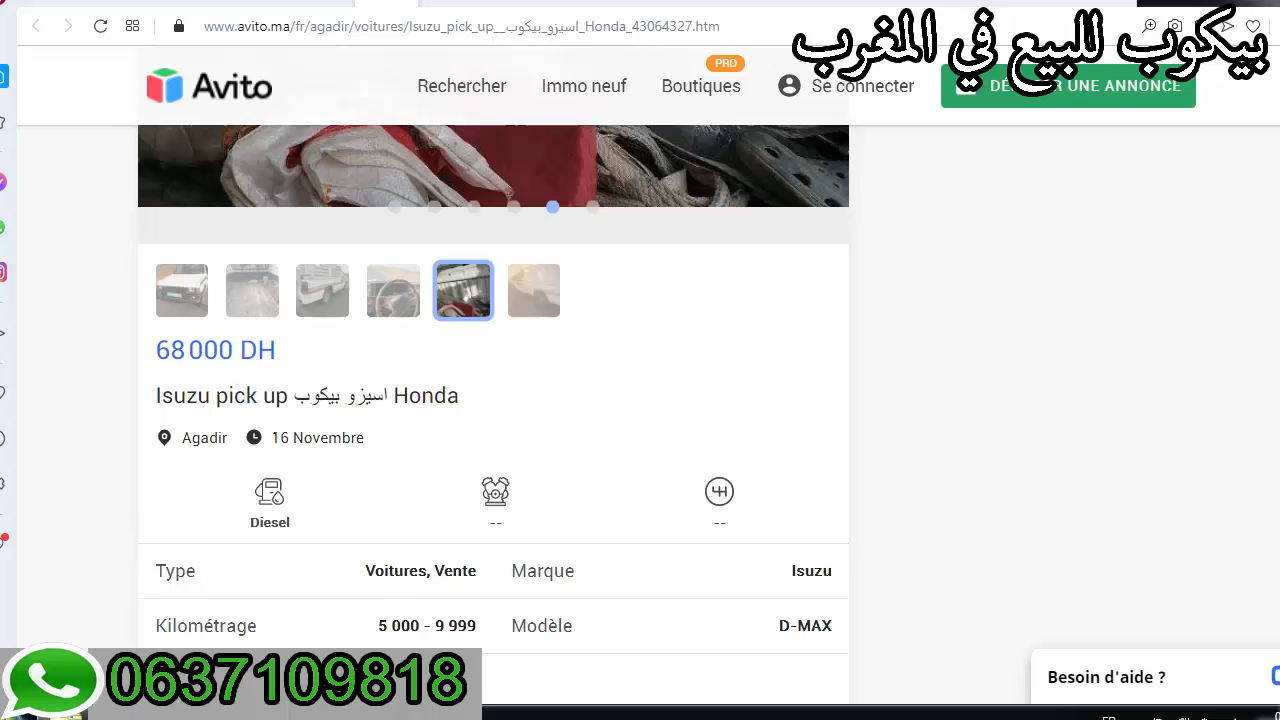 www.avito.ma/fr/agadir/voitures/Isuzu_pick_up__اسيزو_بيكوب_Honda_43064327.htm
بيكوب للبيع في المغرب
Avito
Rechercher
Immo neuf
Boutiques
PRO
Se connecter
UNE ANNONCE
68 000 DH
Isuzu pick up اسيزو بيكوب Honda
Agadir
16 Novembre
Diesel
--
--
Type Voitures, Vente Marque Isuzu
Kilométrage 5 000 - 9 999 Modèle D-MAX
0637109818
Besoin d'aide ?